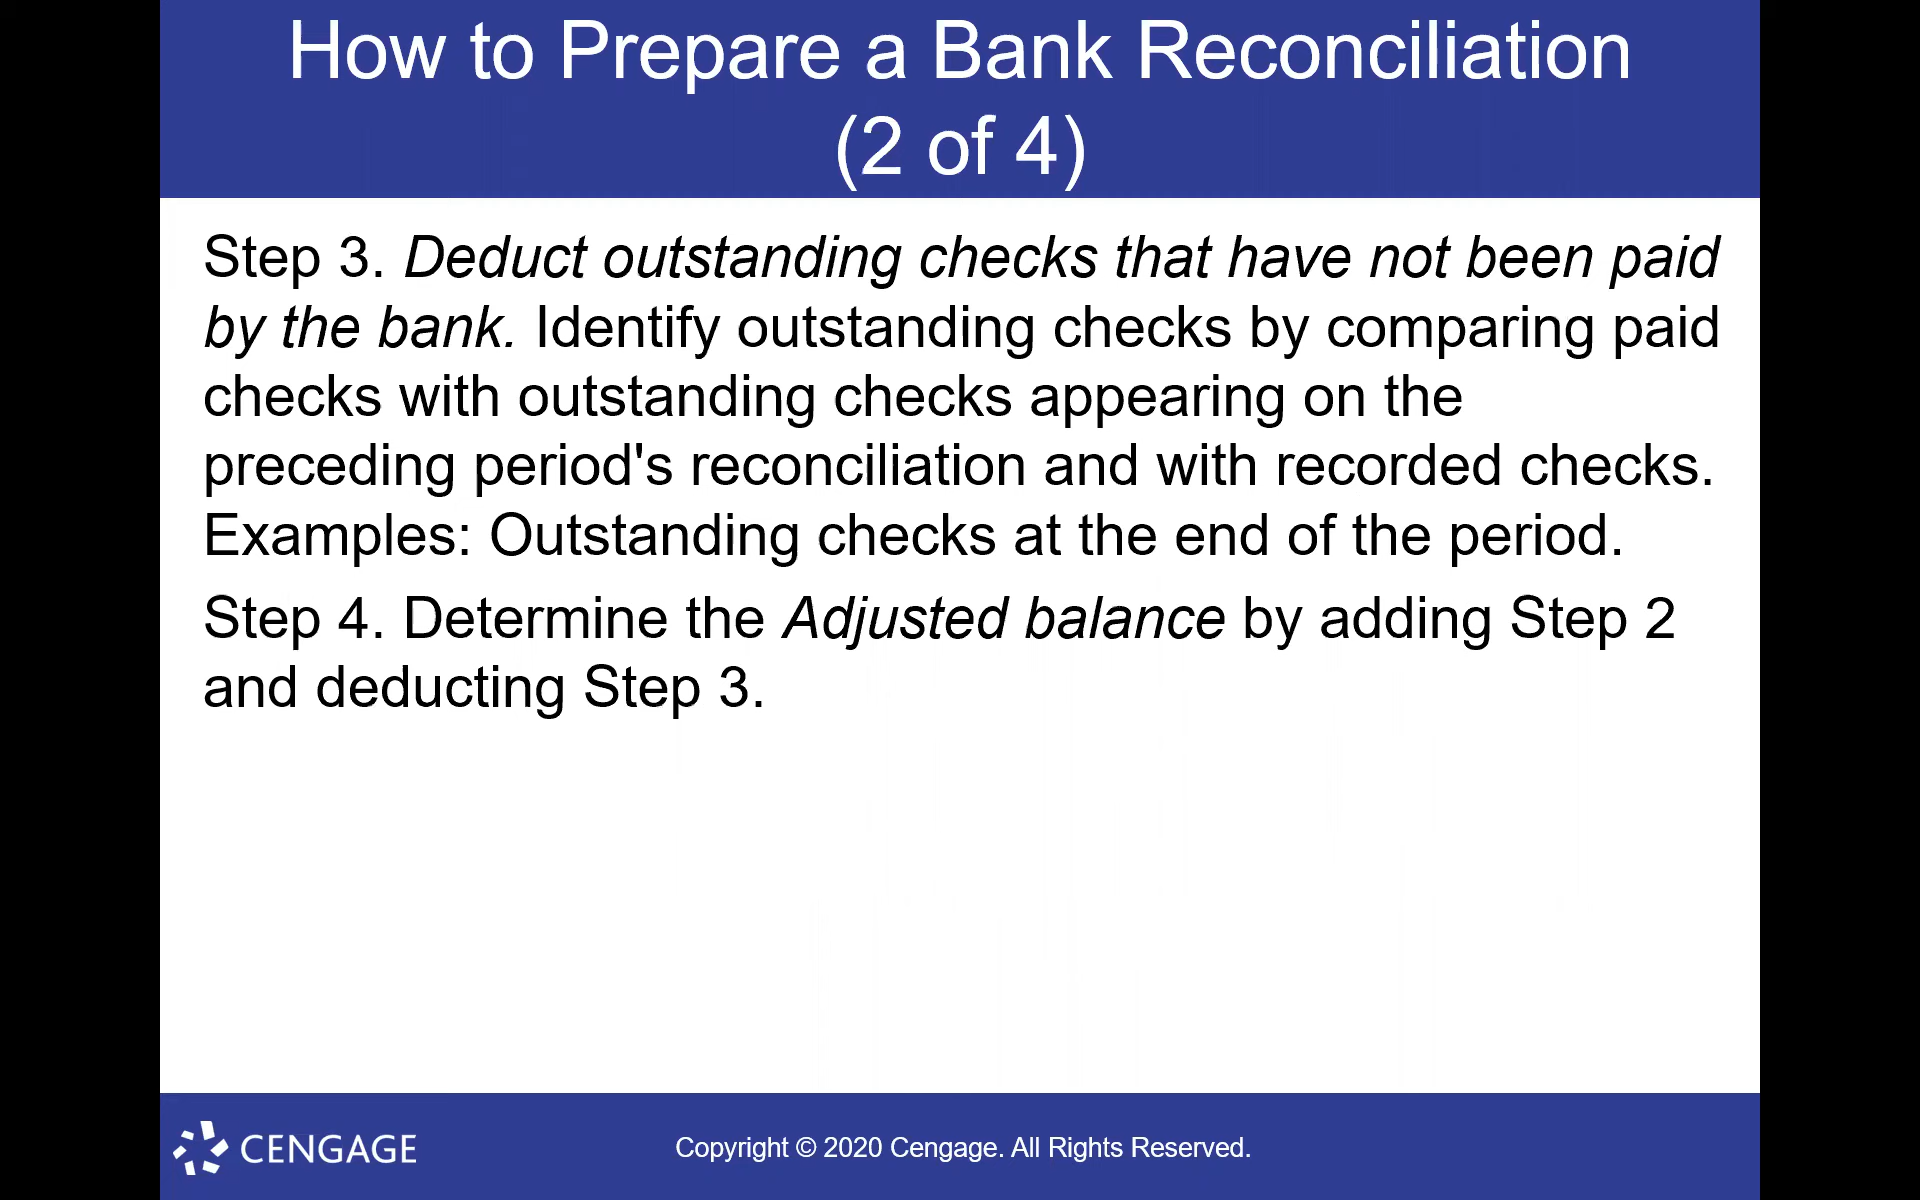 How to Prepare a Bank Reconciliation
(2 of 4)
Step 3. Deduct outstanding checks that have not been paid
by the bank. Identify outstanding checks by comparing paid
checks with outstanding checks appearing on the
preceding period's reconciliation and with recorded checks.
Examples: Outstanding checks at the end of the period.
Step 4. Determine the Adjusted balance by adding Step 2
and deducting Step 3.
CENGAGE
Copyright © 2020 Cengage. All Rights Reserved.